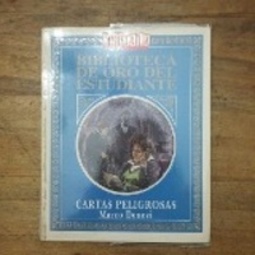 BIBLIOTECA
DE ORO DEL
ESTUDIANTE
CARTAS PELIGROSAS
Marco Denevi